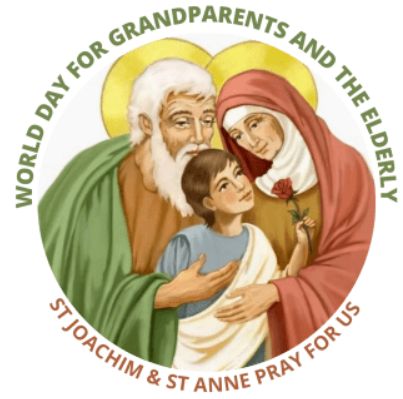 WORLD DAY FOR GRANDPARENTS AND THE ELDERLY
ST JOACHIM & ST ANNE PRAY FOR US